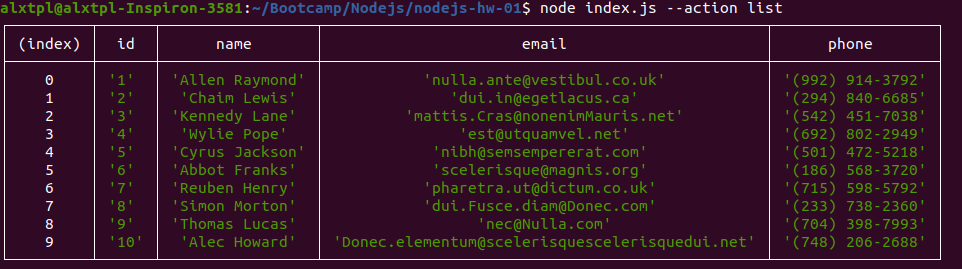 alxtpl@alxtpl-Inspiron-3581:~/Bootcamp/Nodejs/nodejs-hw-01$ node index.js --action list
(index) id name email phone
0 '1' 'Allen Raymond' 'nulla.ante@vestibul.co.uk' '(992) 914-3792'
1 '2' 'Chaim Lewis' 'dui.in@egetlacus.ca' '(294) 840-6685'
2 '3' 'Kennedy Lane' 'mattis.Cras@nonenimMauris.net' '(542) 451-7038'
3 '4' 'Wylie Pope' 'est@utquamvel.net' '(692) 802-2949'
4 '5' 'Cyrus Jackson' 'nibh@semsempererat.com' '(501) 472-5218'
5 '6' 'Abbot Franks' 'scelerisque@magnis.org' '(186) 568-3720'
6 '7' 'Reuben Henry' 'pharetra.ut@dictum.co.uk' '(715) 598-5792'
7 '8' 'Simon Morton' 'dui.Fusce.diam@Donec.com' '(233) 738-2360'
8 '9' 'Thomas Lucas' 'nec@Nulla.com' '(704) 398-7993'
9 '10' 'Alec Howard' 'Donec.elementum@scelerisquescelerisquedui.net' '(748) 206-2688'